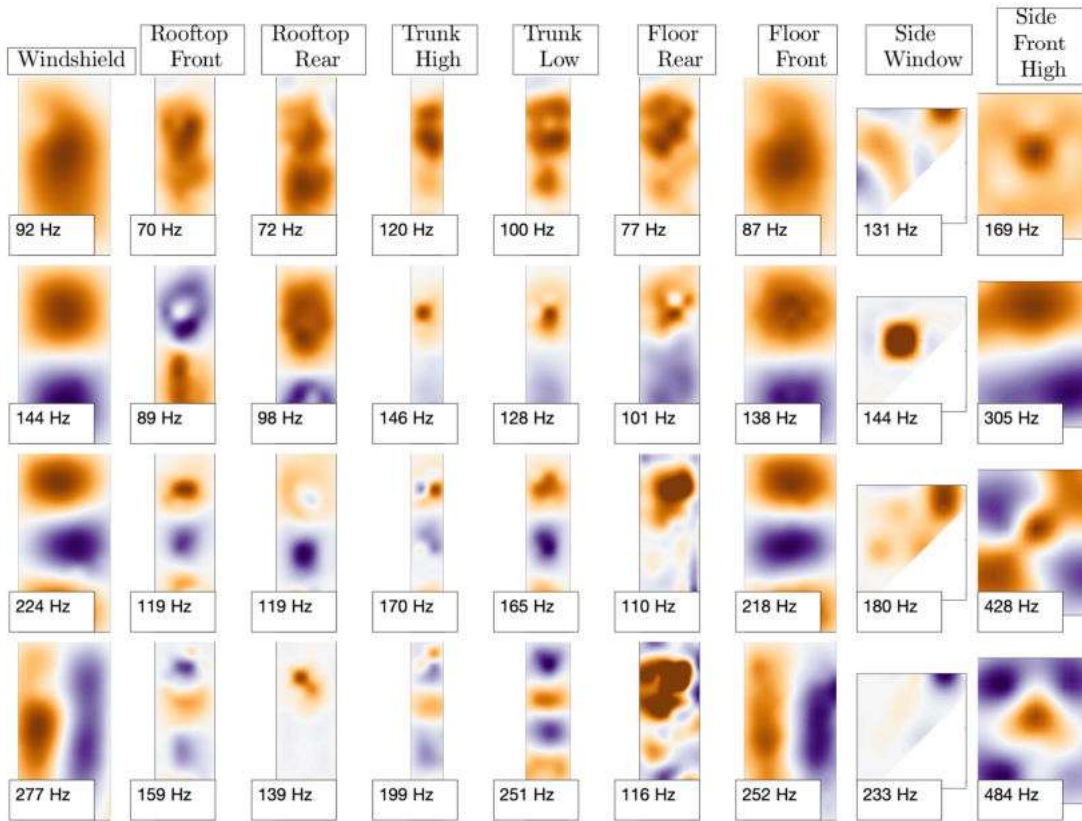 Windshield
Rooftop
Front
Rooftop
Rear
Trunk
High
Trunk
Low
Floor
Rear
Floor
Front
Side
Window
Side
Front
High
92 Hz 70 Hz 72 Hz 120 Hz 100 Hz 77 Hz 87 Hz 131 Hz 169 Hz
144 Hz 89 Hz 98 Hz 146 Hz 128 Hz 101 Hz 138 Hz 144 Hz 305 Hz
224 Hz 119 Hz 119 Hz 170 Hz 165 Hz 110 Hz 218 Hz 180 Hz 428 Hz
277 Hz 159 Hz 139 Hz 199 Hz 251 Hz 116 Hz 252 Hz 233 Hz 484 Hz